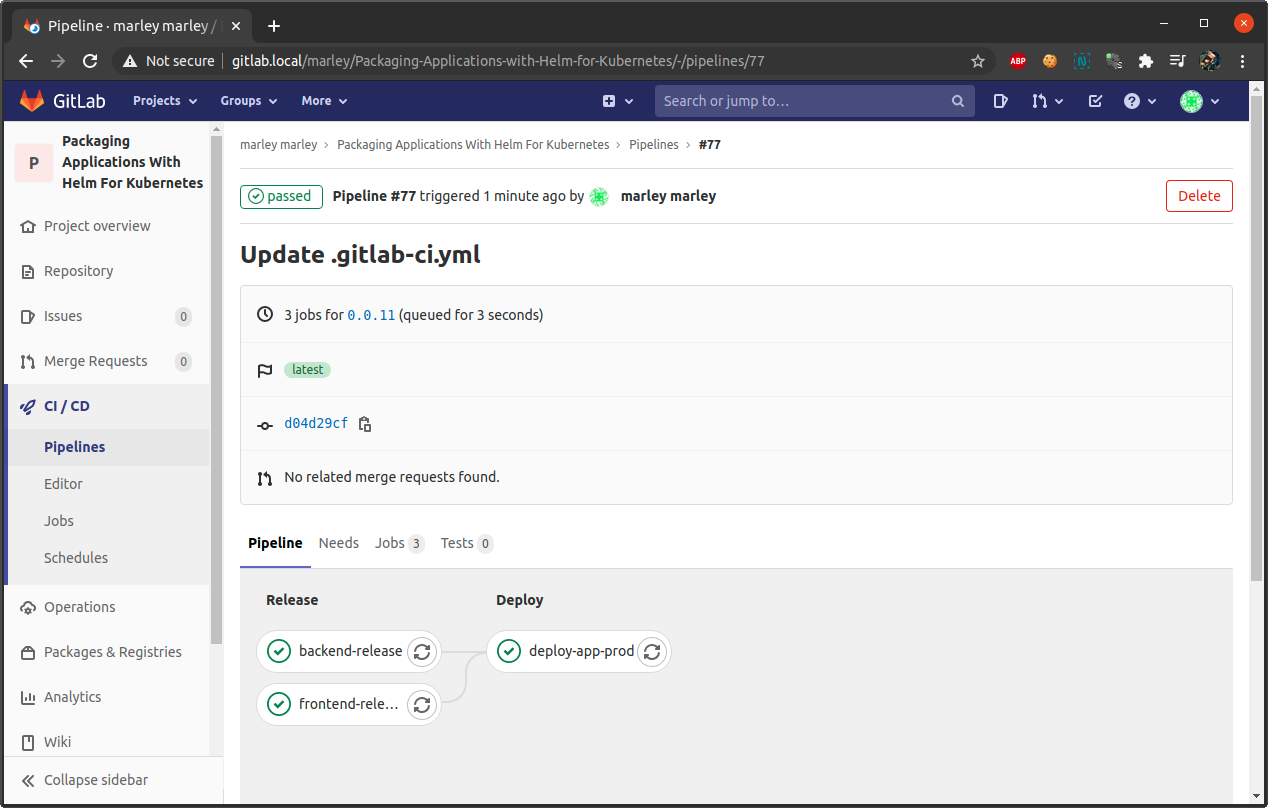 Pipeline · marley marley /
Not secure
gitlab.local/marley/Packaging-Applications-with-Helm-for-Kubernetes/-/pipelines/77
ABP
N
GitLab
Projects
Groups
More
Search or jump to…
P
Packaging
Applications With
Helm For Kubernetes
Project overview
Repository
Issues
0
Merge Requests
0
CI / CD
Pipelines
Editor
Jobs
Schedules
Operations
Packages & Registries
Analytics
Wiki
Collapse sidebar
marley marley › Packaging Applications With Helm For Kubernetes › Pipelines › #77
passed
Pipeline #77 triggered 1 minute ago by marley marley
Delete
Update .gitlab-ci.yml
3 jobs for 0.0.11 (queued for 3 seconds)
latest
d04d29cf
No related merge requests found.
Pipeline
Needs
Jobs 3
Tests 0
Release
Deploy
backend-release
deploy-app-prod
frontend-rele…